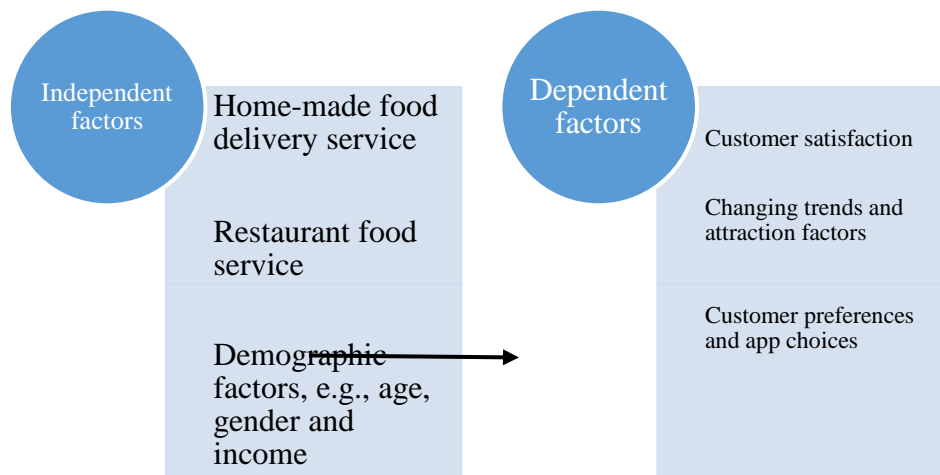 Independent
factors
Home-made food
delivery service
Restaurant food
service
Demographic
factors, e.g., age,
gender and
income
Dependent
factors
Customer satisfaction
Changing trends and
attraction factors
Customer preferences
and app choices